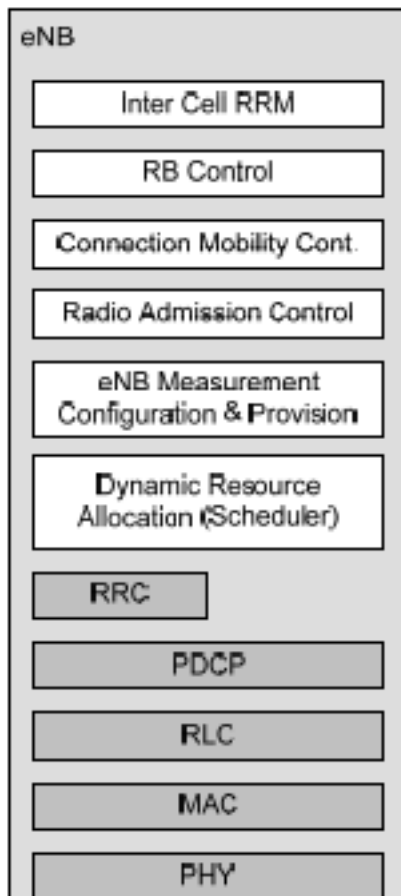 eNB
Inter Cell RRM
RB Control
Connection Mobility Cont.
Radio Admission Control
eNB Measurement
Configuration & Provision
Dynamic Resource
Allocation (Scheduler)
RRC
PDCP
RLC
MAC
PHY